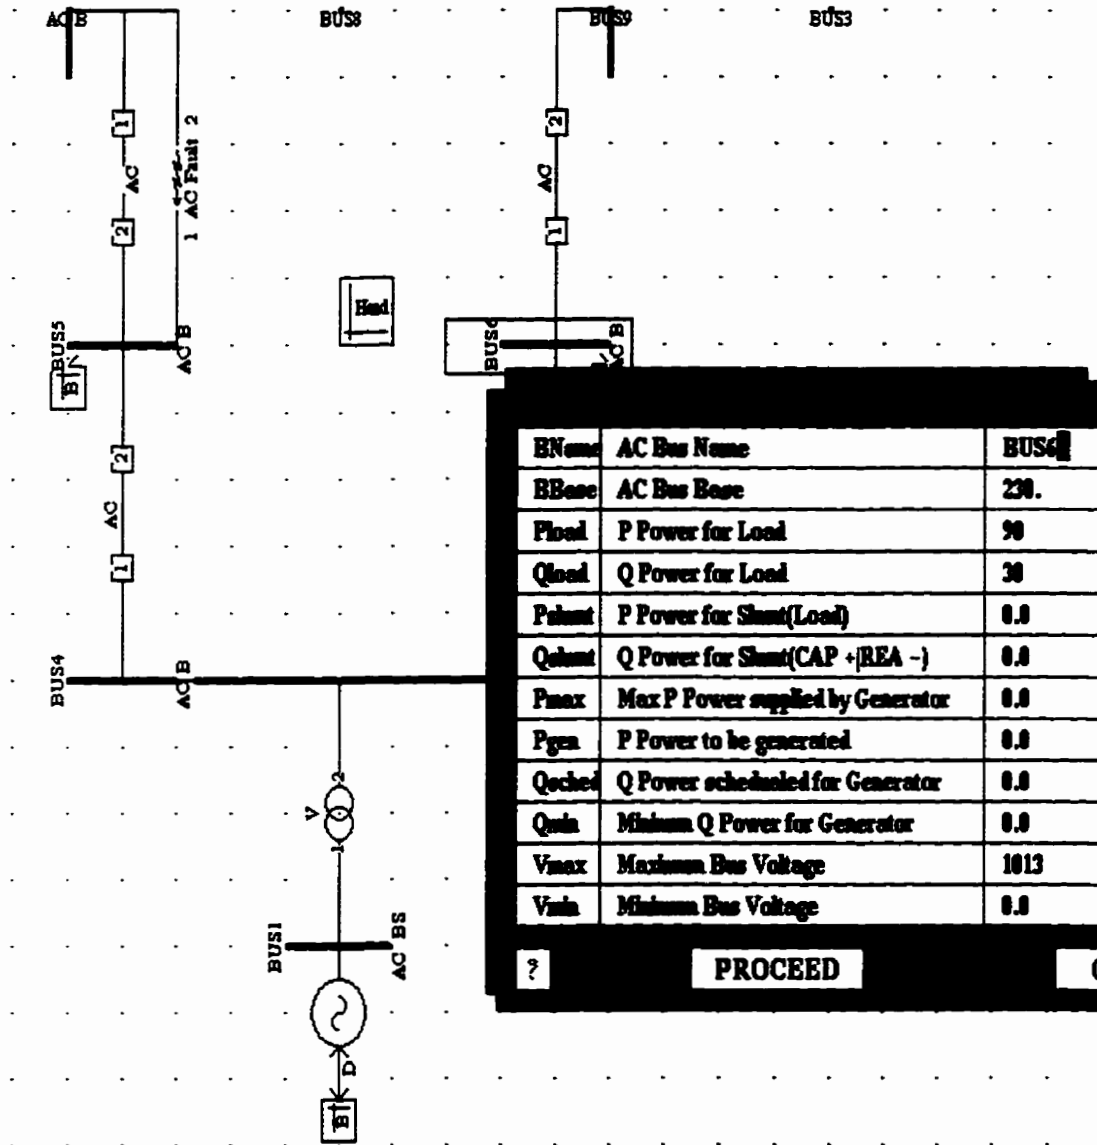 AC B
BUS8
BUS9
BUS3
1
AC
2
1 AC Fault 2
2
AC
1
Head
BUS5
AC B
B
BUS6
AC B
2
AC
1
BUS4
AC B
2
V
1
BUS1
AC BS
D
B
BName AC Bus Name BUS6
BBase AC Bus Base 230.
Pload P Power for Load 90
Qload Q Power for Load 30
Pshunt P Power for Shunt(Load) 0.0
Qshunt Q Power for Shunt(CAP +|REA -) 0.0
Pmax Max P Power supplied by Generator 0.0
Pgen P Power to be generated 0.0
Qsched Q Power schedualed for Generator 0.0
Qmin Minimum Q Power for Generator 0.0
Vmax Maximum Bus Voltage 1013
Vmin Minimum Bus Voltage 0.0
? PROCEED